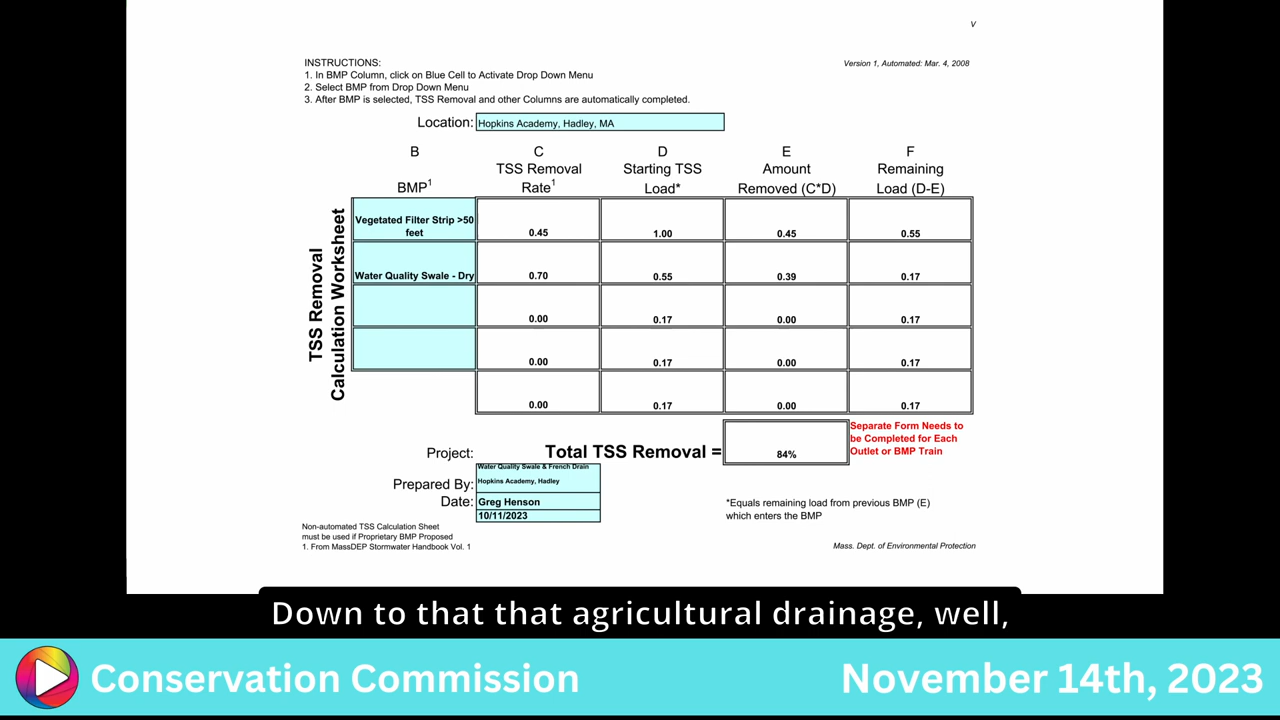 V
INSTRUCTIONS:
Version 1, Automated: Mar. 4, 2008
1. In BMP Column, click on Blue Cell to Activate Drop Down Menu
2. Select BMP from Drop Down Menu
3. After BMP is selected, TSS Removal and other Columns are automatically completed.
Location: Hopkins Academy, Hadley, MA
B C D E F
TSS Removal Starting TSS Amount Remaining
BMP1 Rate1 Load* Removed (C*D) Load (D-E)
TSS Removal
Calculation Worksheet
Vegetated Filter Strip >50
feet 0.45 1.00 0.45 0.55
Water Quality Swale - Dry 0.70 0.55 0.39 0.17
0.00 0.17 0.00 0.17
0.00 0.17 0.00 0.17
0.00 0.17 0.00 0.17
Separate Form Needs to
be Completed for Each
Outlet or BMP Train
Project: Total TSS Removal = 84%
Water Quality Swale & French Drain
Hopkins Academy, Hadley
Prepared By:
Date: Greg Henson
10/11/2023
*Equals remaining load from previous BMP (E)
which enters the BMP
Non-automated TSS Calculation Sheet
must be used if Proprietary BMP Proposed
1. From MassDEP Stormwater Handbook Vol. 1
Mass. Dept. of Environmental Protection
Down to that that agricultural drainage, well,
Conservation Commission November 14th, 2023